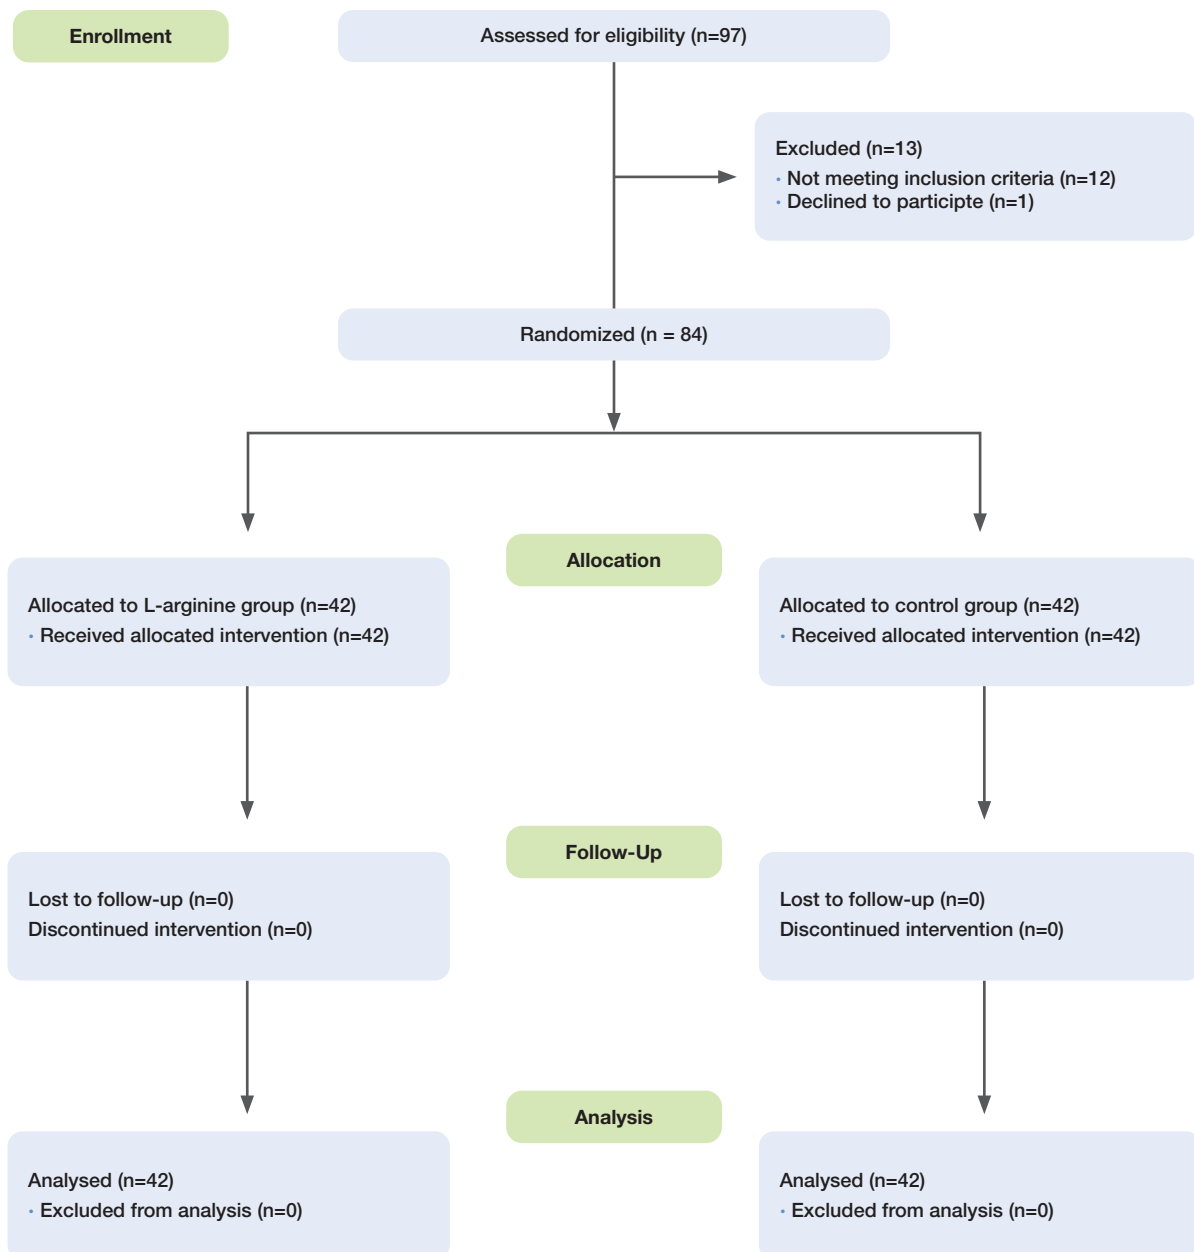 Enrollment
Assessed for eligibility (n=97)
Excluded (n=13)
· Not meeting inclusion criteria (n=12)
· Declined to participte (n=1)
Randomized (n = 84)
Allocation
Allocated to L-arginine group (n=42)
· Received allocated intervention (n=42)
Allocated to control group (n=42)
· Received allocated intervention (n=42)
Follow-Up
Lost to follow-up (n=0)
Discontinued intervention (n=0)
Lost to follow-up (n=0)
Discontinued intervention (n=0)
Analysis
Analysed (n=42)
· Excluded from analysis (n=0)
Analysed (n=42)
· Excluded from analysis (n=0)